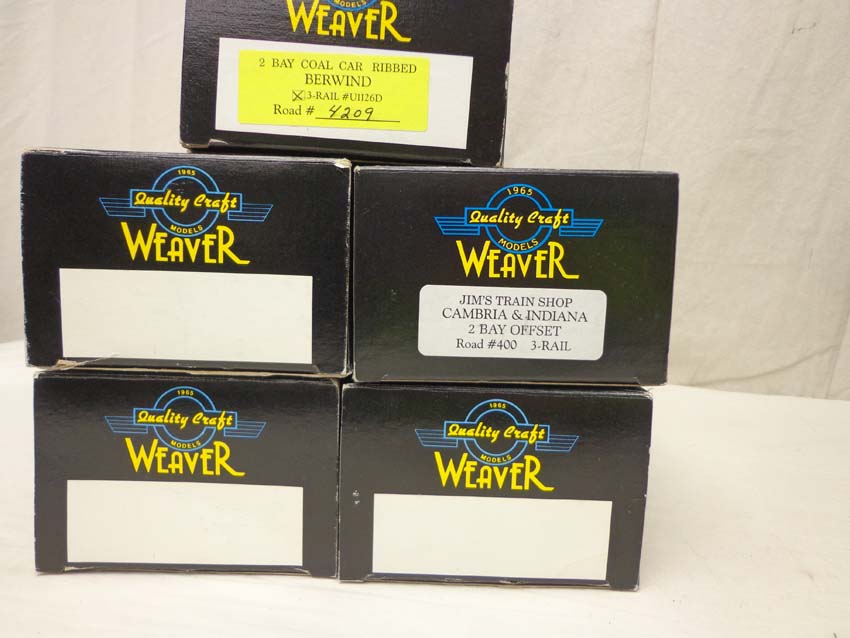 MODELS
WEAVER
2 BAY COAL CAR RIBBED
BERWIND
3-RAIL #U1126D
Road # 4209
1965
Quality Craft
MODELS
WEAVER
1965
Quality Craft
MODELS
WEAVER
JIM'S TRAIN SHOP
CAMBRIA & INDIANA
2 BAY OFFSET
Road #400 3-RAIL
1965
Quality Craft
MODELS
WEAVER
1965
Quality Craft
MODELS
WEAVER